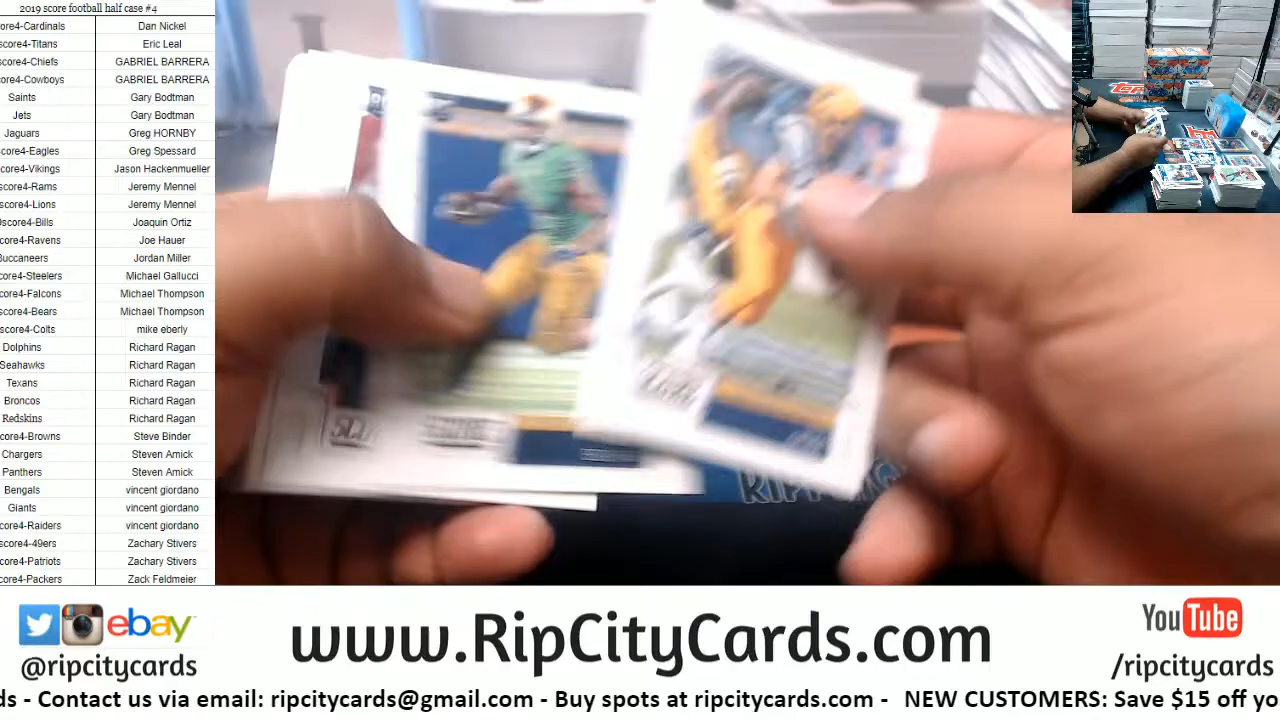 2019 score football half case #4
core4-Cardinals Dan Nickel
score4-Titans Eric Leal
score4-Chiefs GABRIEL BARRERA
core4-Cowboys GABRIEL BARRERA
Saints Gary Bodtman
Jets Gary Bodtman
Jaguars Greg HORNBY
score4-Eagles Greg Spessard
score4-Vikings Jason Hackenmueller
score4-Rams Jeremy Mennel
score4-Lions Jeremy Mennel
9score4-Bills Joaquin Ortiz
core4-Ravens Joe Hauer
Buccaneers Jordan Miller
core4-Steelers Michael Gallucci
core4-Falcons Michael Thompson
score4-Bears Michael Thompson
score4-Colts mike eberly
Dolphins Richard Ragan
Seahawks Richard Ragan
Texans Richard Ragan
Broncos Richard Ragan
Redskins Richard Ragan
core4-Browns Steve Binder
Chargers Steven Amick
Panthers Steven Amick
Bengals vincent giordano
Giants vincent giordano
core4-Raiders vincent giordano
score4-49ers Zachary Stivers
core4-Patriots Zachary Stivers
core4-Packers Zack Feldmeier
ebay
@ripcitycards
www.RipCityCards.com
YouTube
/ripcitycards
ds - Contact us via email: ripcitycards@gmail.com - Buy spots at ripcitycards.com - NEW CUSTOMERS: Save $15 off yo